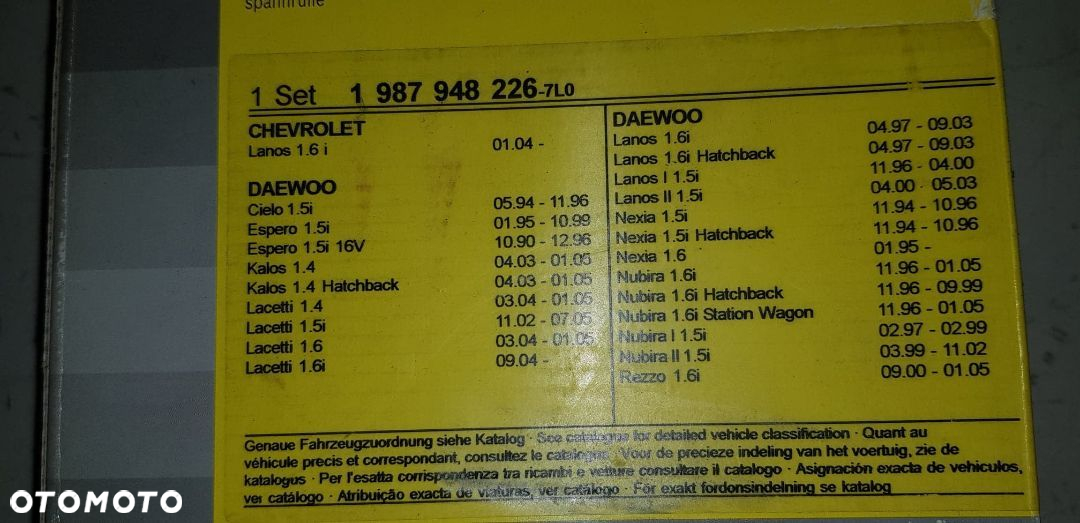 spannrolle
1 Set 1 987 948 226-7L0
CHEVROLET
Lanos 1.6 i 01.04 -
DAEWOO
Cielo 1.5i 05.94 - 11.96
Espero 1.5i 01.95 - 10.99
Espero 1.5i 16V 10.90 - 12.96
Kalos 1.4 04.03 - 01.05
Kalos 1.4 Hatchback 04.03 - 01.05
Lacetti 1.4 03.04 - 01.05
Lacetti 1.5i 11.02 - 07.05
Lacetti 1.6 03.04 - 01.05
Lacetti 1.6i 09.04 -
DAEWOO
Lanos 1.6i 04.97 - 09.03
Lanos 1.6i Hatchback 04.97 - 09.03
Lanos I 1.5i 11.96 - 04.00
Lanos II 1.5i 04.00 - 05.03
Nexia 1.5i 11.94 - 10.96
Nexia 1.5i Hatchback 11.94 - 10.96
Nexia 1.6 01.95 -
Nubira 1.6i 11.96 - 01.05
Nubira 1.6i Hatchback 11.96 - 09.99
Nubira 1.6i Station Wagon 11.96 - 01.05
Nubira I 1.5i 02.97 - 02.99
Nubira II 1.5i 03.99 - 11.02
Rezzo 1.6i 09.00 - 01.05
Genaue Fahrzeugzuordnung siehe Katalog · See catalogue for detailed vehicle classification · Quant au
véhicule precis et correspondant, consultez le catalogue · Voor de precieze indeling van het voertuig, zie de
katalogus · Per l'esatta corrispondenza tra ricambi e vetture consultare il catalogo · Asignación exacta de vehículos,
ver catálogo · Atribuição exacta de viaturas, ver catálogo · För exakt fordonsindelning se katalog
OTOMOTO